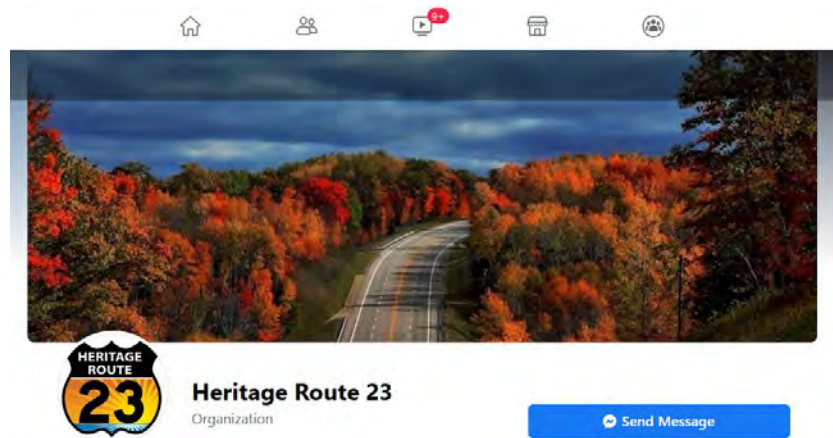 9+
HERITAGE
ROUTE
23
Heritage Route 23
Organization
Send Message